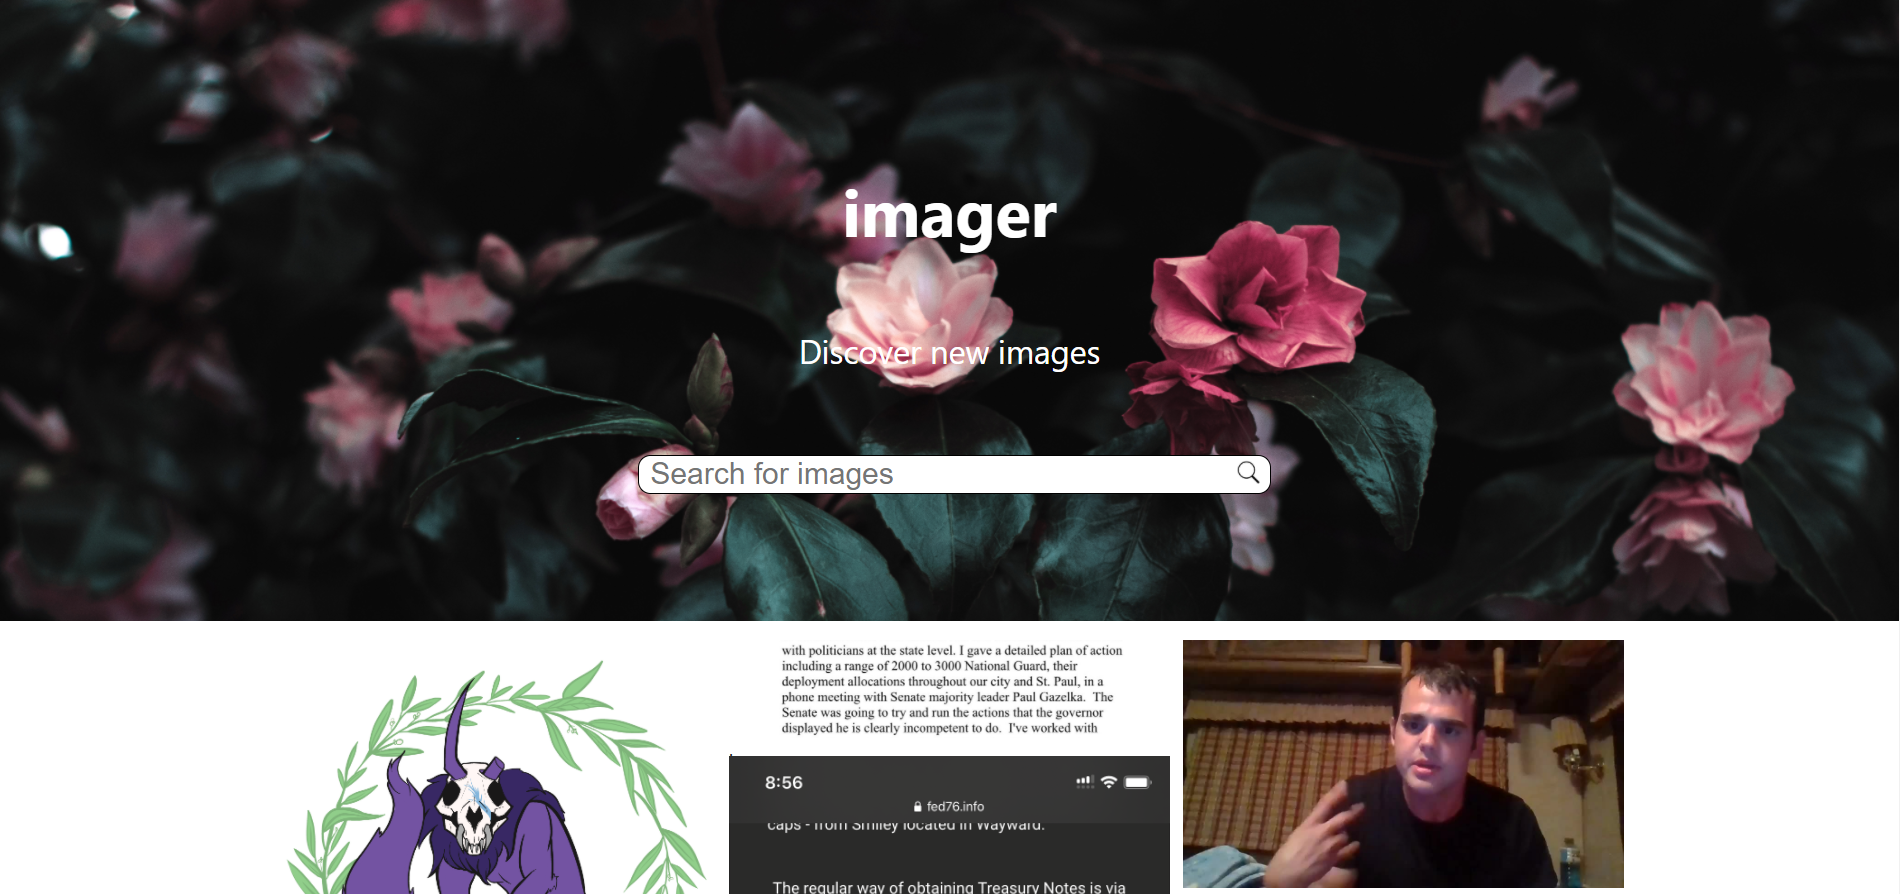 imager
Discover new images
Search for images
with politicians at the state level. I gave a detailed plan of action
including a range of 2000 to 3000 National Guard, their
deployment allocations throughout our city and St. Paul, in a
phone meeting with Senate majority leader Paul Gazelka.  The
Senate was going to try and run the actions that the governor
displayed he is clearly incompetent to do.  I've worked with
8:56
fed76.info
caps - from Smiley located in Wayward.
The regular way of obtaining Treasury Notes is via